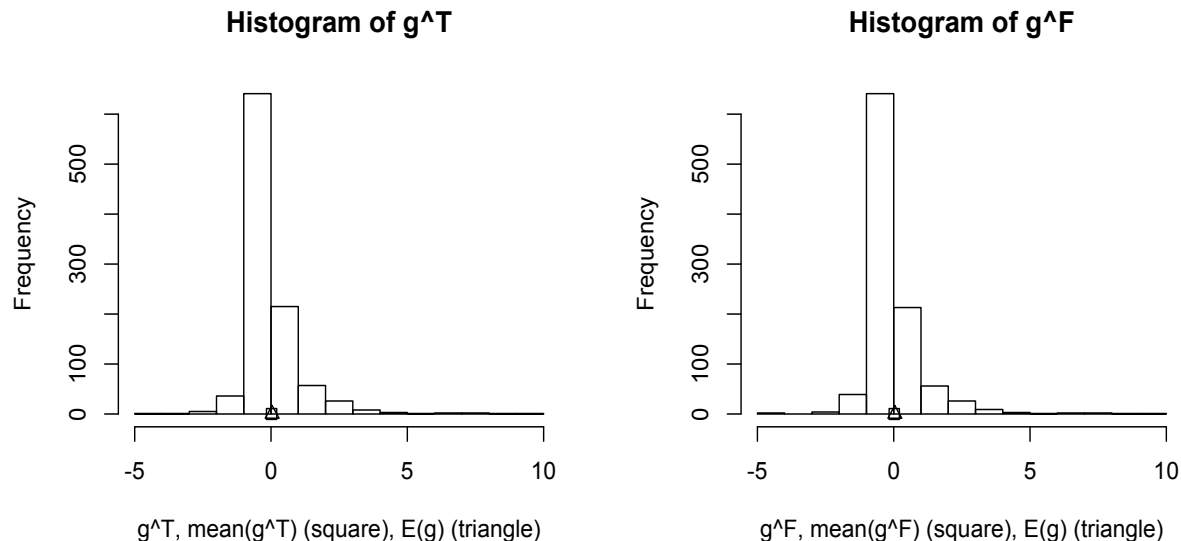 Histogram of g^T
Frequency
500
300
100
0
-5 0 5 10
g^T, mean(g^T) (square), E(g) (triangle)
Histogram of g^F
Frequency
500
300
100
0
-5 0 5 10
g^F, mean(g^F) (square), E(g) (triangle)